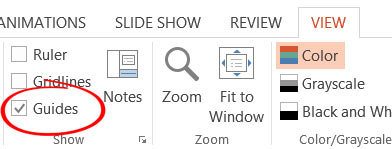 ANIMATIONS SLIDE SHOW REVIEW VIEW
Ruler
Gridlines
Guides
Notes
Show
Zoom
Fit to
Window
Zoom
Color
Grayscale
Black and Wh
Color/Grayscale